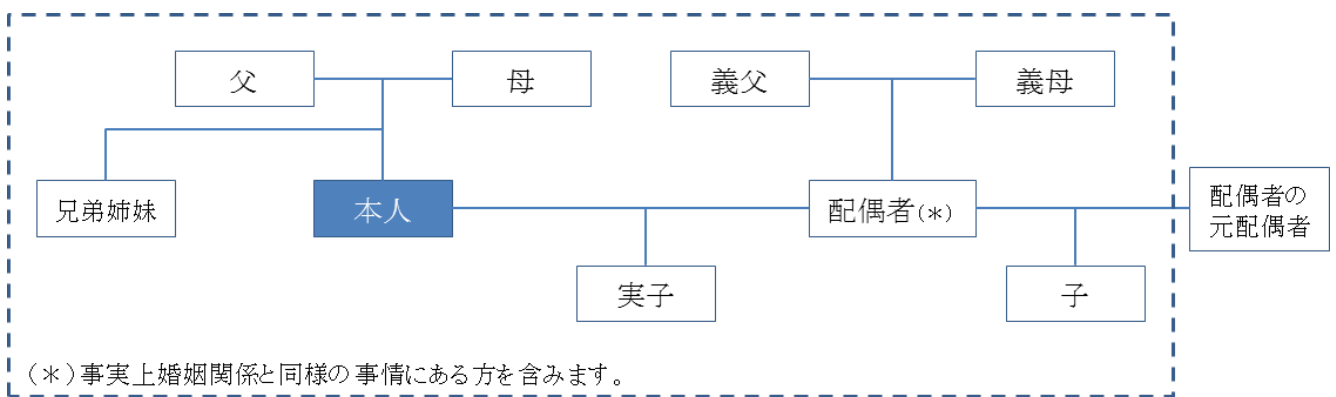 父
母
義父
義母
兄弟姉妹
本人
配偶者(＊)
配偶者の
元配偶者
実子
子
(＊)事実上婚姻関係と同様の事情にある方を含みます。